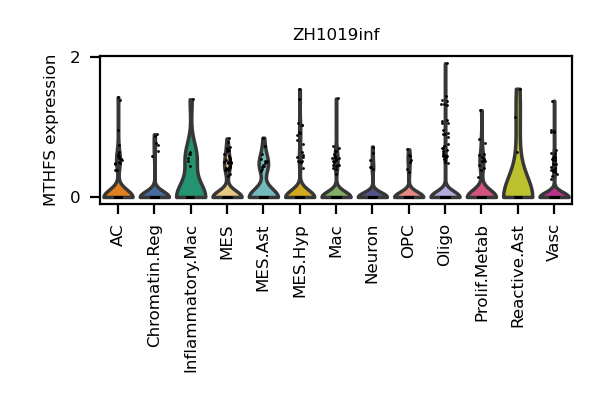 ZH1019inf
MTHFS expression
2
0
AC
Chromatin.Reg
Inflammatory.Mac
MES
MES.Ast
MES.Hyp
Mac
Neuron
OPC
Oligo
Prolif.Metab
Reactive.Ast
Vasc